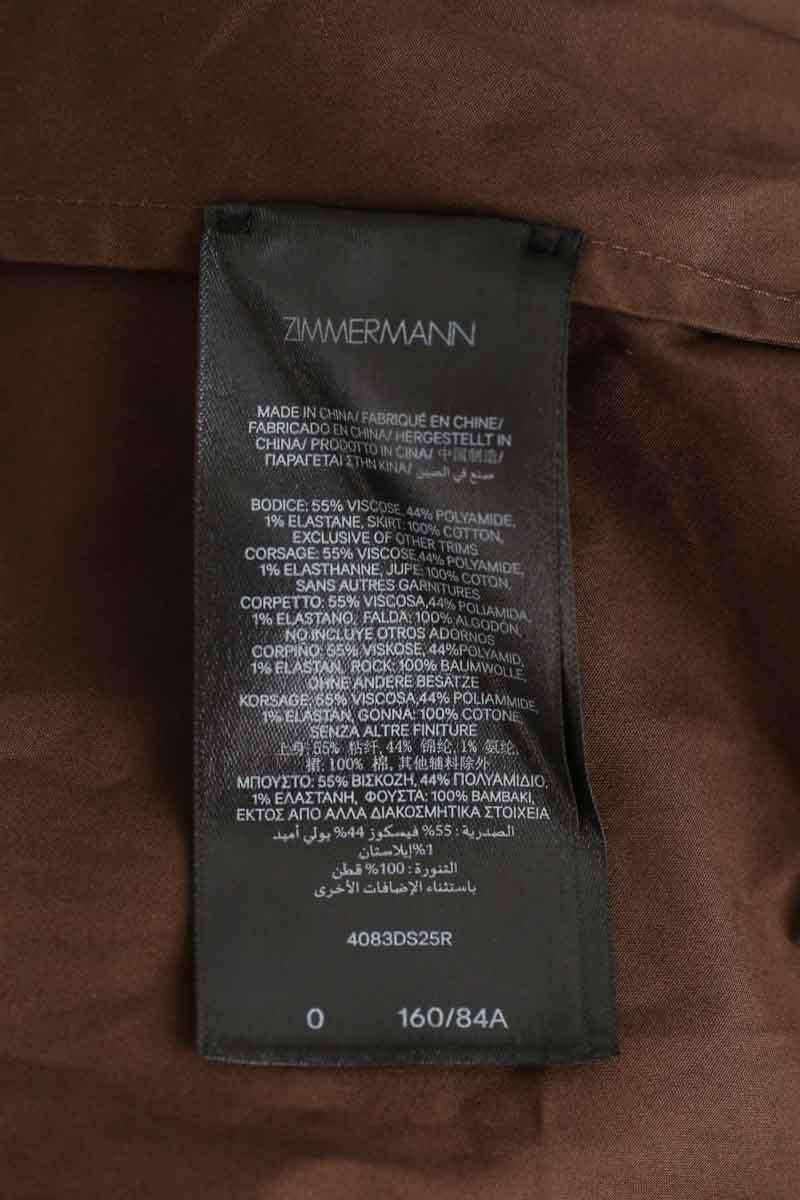 ZIMMERMANN
MADE IN CHINA/ FABRIQUÉ EN CHINE/
FABRICADO EN CHINA/ HERGESTELLT IN
CHINA/ PRODOTTO IN CINA/ 中国制造/
ΠΑΡΑΓΕΤΑΙ ΣΤΗΝ ΚΙΝΑ/ صنع في الصين
BODICE: 55% VISCOSE, 44% POLYAMIDE,
1% ELASTANE, SKIRT: 100% COTTON,
EXCLUSIVE OF OTHER TRIMS
CORSAGE: 55% VISCOSE,44% POLYAMIDE,
1% ELASTHANNE, JUPE: 100% COTON,
SANS AUTRES GARNITURES
CORPETTO: 55% VISCOSA,44% POLIAMIDA,
1% ELASTANO, FALDA: 100% ALGODON,
NO INCLUYE OTROS ADORNOS
CORPIÑO: 55% VISKOSE, 44%POLYAMID,
1% ELASTAN, ROCK: 100% BAUMWOLLE,
OHNE ANDERE BESÄTZE
KORSAGE: 55% VISCOSA,44% POLIAMMIDE,
1% ELASTAN, GONNA: 100% COTONE,
SENZA ALTRE FINITURE
上身: 55% 粘纤, 44% 锦纶, 1% 氨纶,
裙: 100% 棉, 其他辅料除外
ΜΠΟΥΣΤΟ: 55% ΒΙΣΚΟΖΗ, 44% ΠΟΛΥΑΜΙΔΙΟ,
1% ΕΛΑΣΤΑΝΗ, ΦΟΥΣΤΑ: 100% ΒΑΜΒΑΚΙ,
ΕΚΤΟΣ ΑΠΟ ΑΛΛΑ ΔΙΑΚΟΣΜΗΤΙΚΑ ΣΤΟΙΧΕΙΑ
الصدرية: 55% فيسكوز 44% بولي أميد
1%إيلاستان
التنورة: 100% قطن
باستثناء الإضافات الأخرى
4083DS25R
0 160/84A